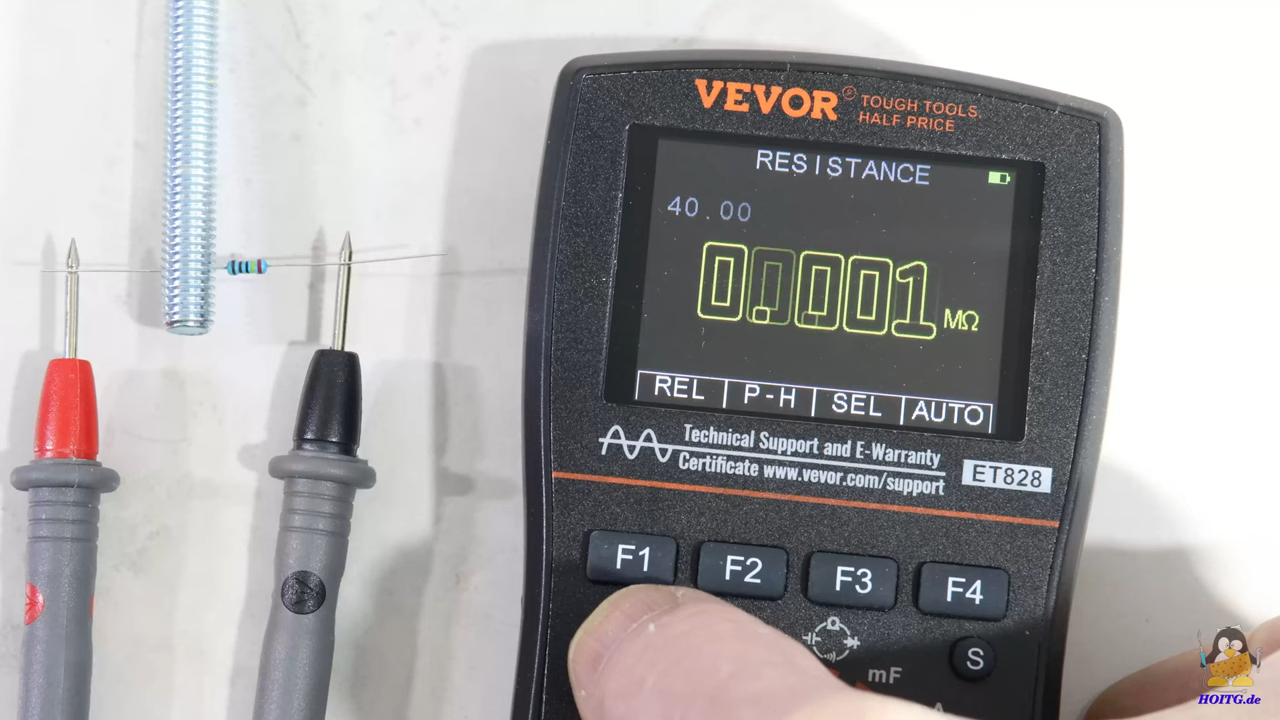 VEVOR®
TOUGH TOOLS,
HALF PRICE
RESISTANCE
40.00
0.0001 MΩ
REL P-H SEL AUTO
Technical Support and E-Warranty
Certificate www.vevor.com/support
ET828
F1 F2 F3 F4
Ω
S
mF
A
HOITG.de